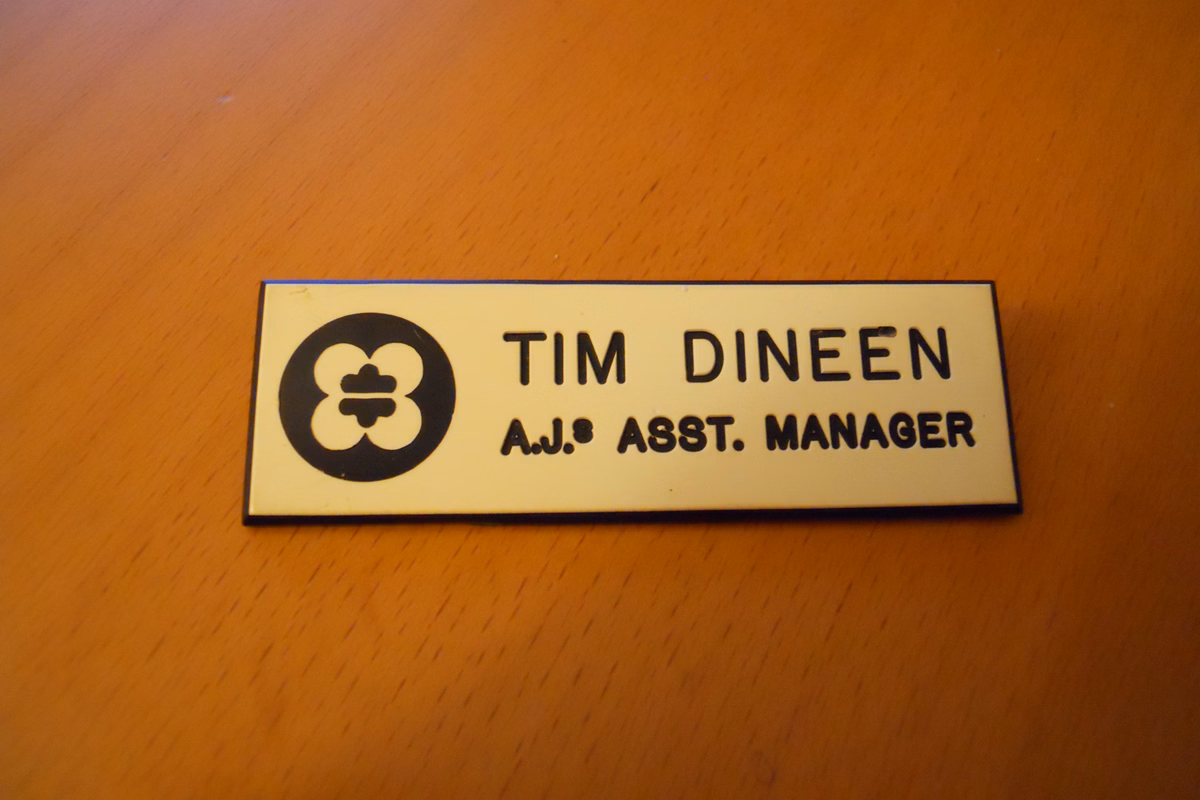 TIM DINEEN
A.J.s ASST. MANAGER